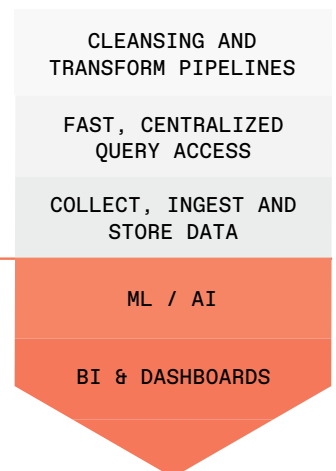 CLEANSING AND
TRANSFORM PIPELINES
FAST, CENTRALIZED
QUERY ACCESS
COLLECT, INGEST AND
STORE DATA
ML / AI
BI & DASHBOARDS